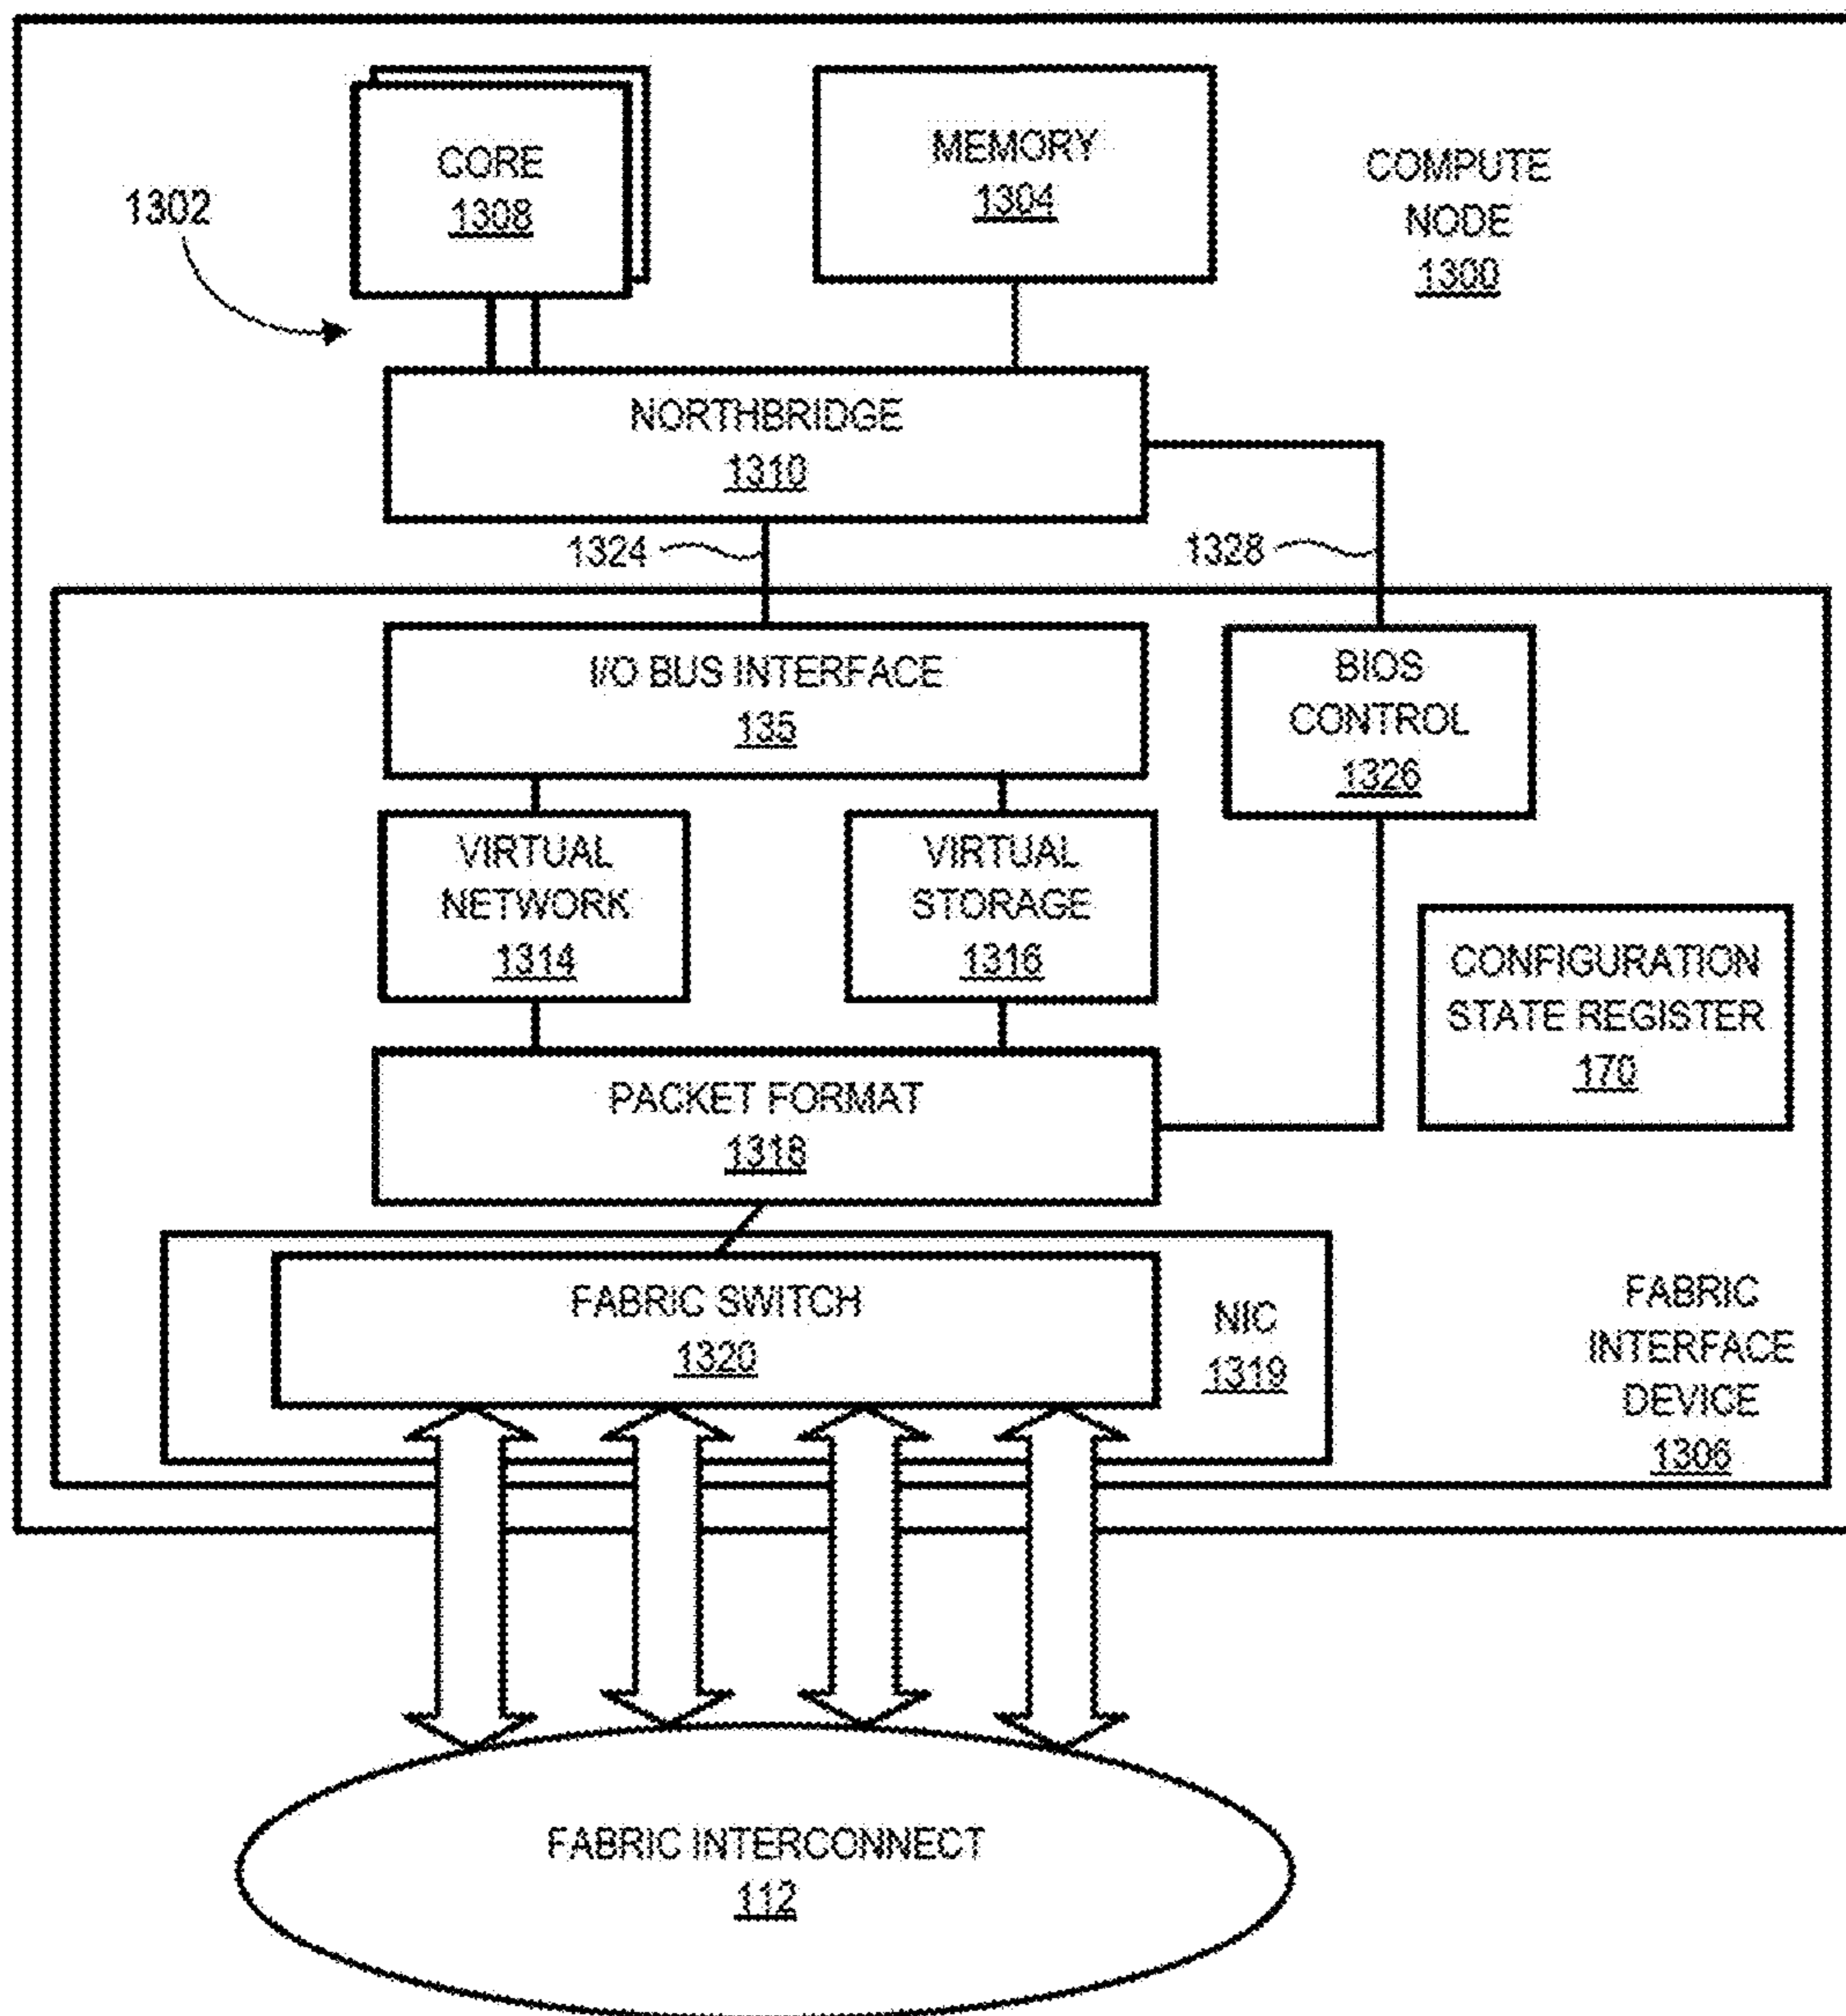 CORE
1308
MEMORY
1304
COMPUTE
NODE
1300
1302
NORTHBRIDGE
1310
1324
1328
I/O BUS INTERFACE
135
BIOS
CONTROL
1326
VIRTUAL
NETWORK
1314
VIRTUAL
STORAGE
1316
CONFIGURATION
STATE REGISTER
170
PACKET FORMAT
1318
FABRIC SWITCH
1320
NIC
1319
FABRIC
INTERFACE
DEVICE
1306
FABRIC INTERCONNECT
112